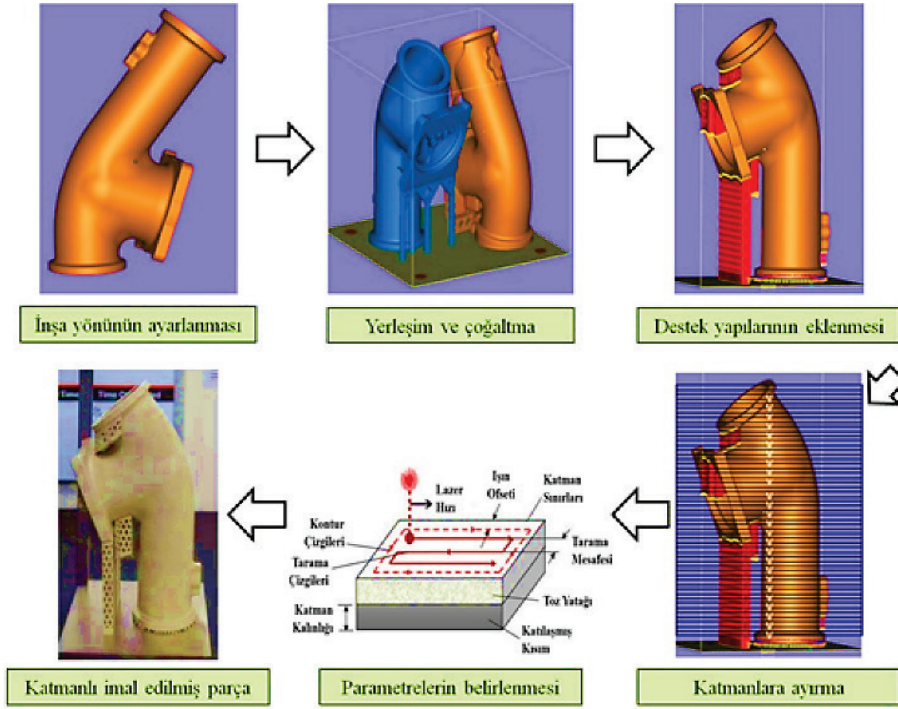 İnşa yönünün ayarlanması
Yerleşim ve çoğaltma
Destek yapılarının eklenmesi
Lazer
Hızı
Işın
Ofseti
Katman
Sınırları
Kontur
Çizgileri
Tarama
Çizgileri
Tarama
Mesafesi
Toz Yatağı
Katman
Kalınlığı
Katılaşmış
Kısım
Katmanlı imal edilmiş parça
Parametrelerin belirlenmesi
Katmanlara ayırma